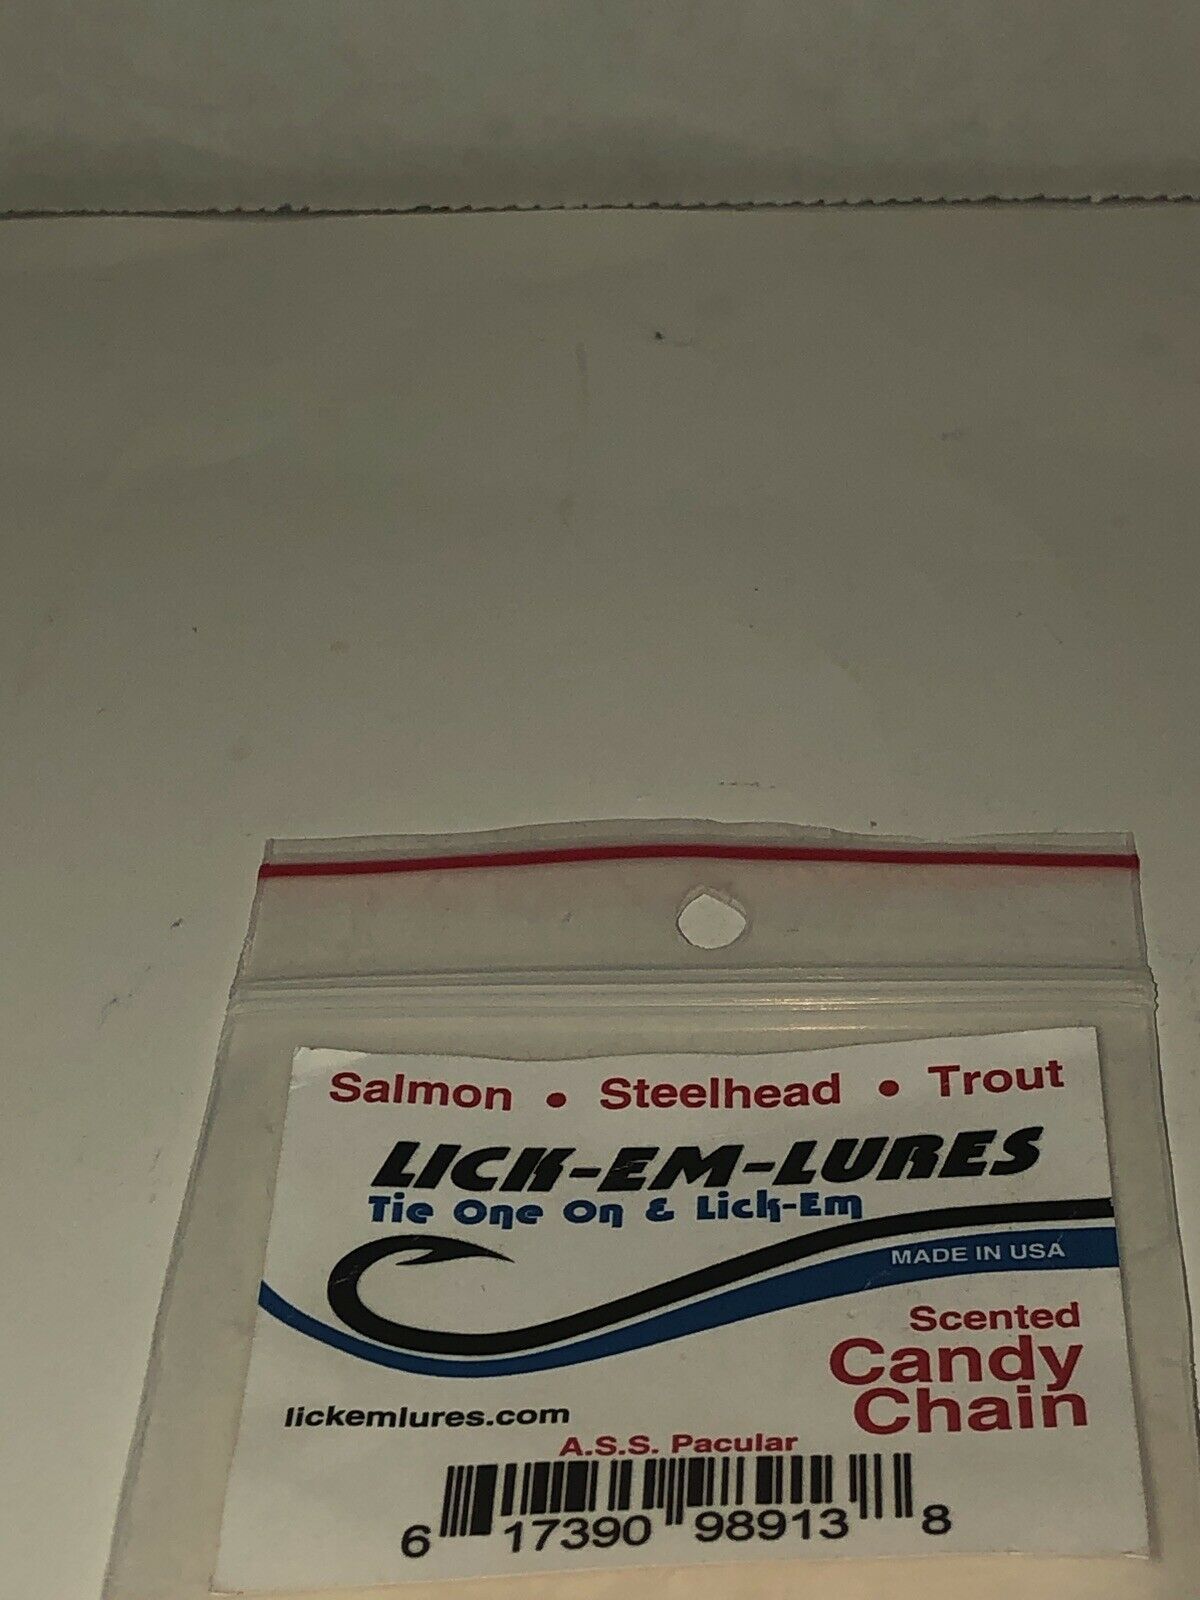 Salmon • Steelhead • Trout
LICK-EM-LURES
Tie One On & Lick-Em
MADE IN USA
Scented
Candy
Chain
lickemlures.com
A.S.S. Pacular
6 17390 98913 8